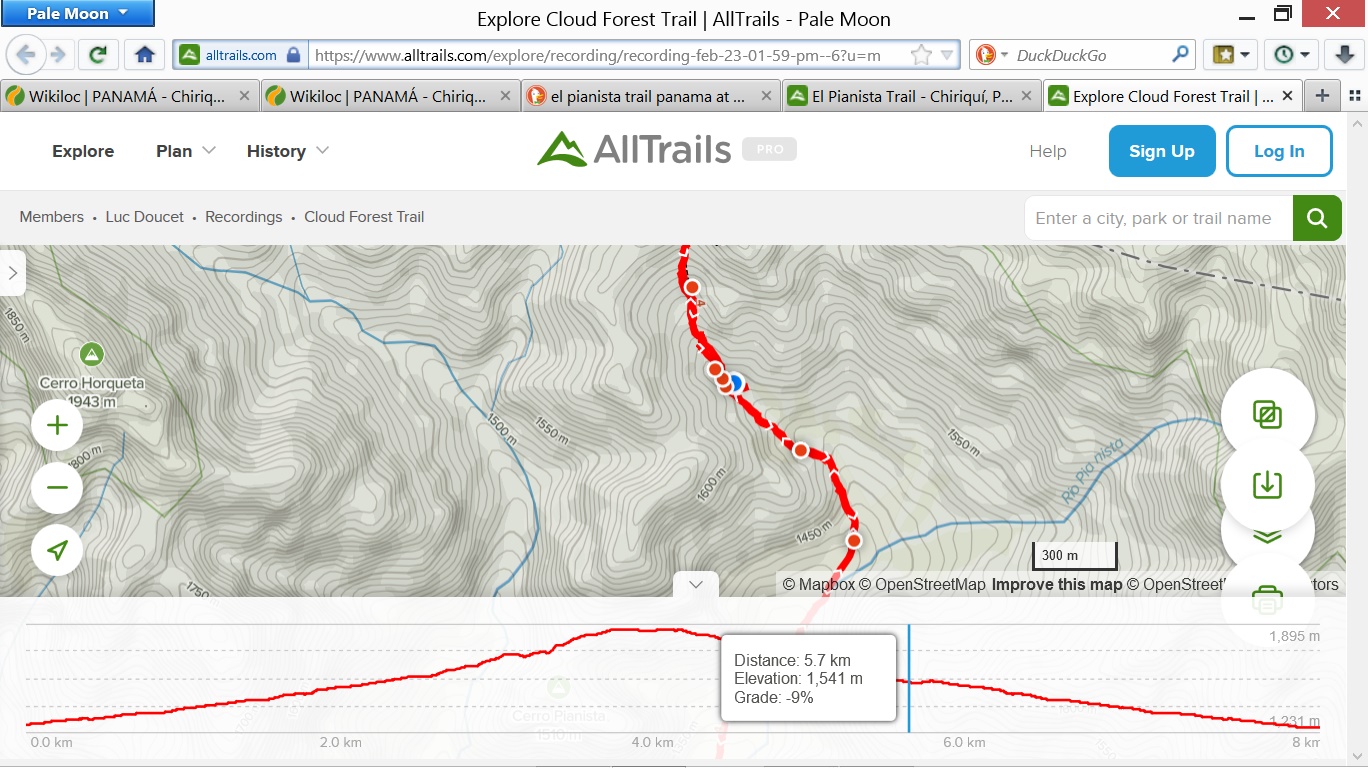 Pale Moon
Explore Cloud Forest Trail | AllTrails - Pale Moon
alltrails.com
https://www.alltrails.com/explore/recording/recording-feb-23-01-59-pm--6?u=m
DuckDuckGo
Wikiloc | PANAMÁ - Chiriq...
Wikiloc | PANAMÁ - Chiriq...
el pianista trail panama at ...
El Pianista Trail - Chiriquí, P...
Explore Cloud Forest Trail | ...
Explore
Plan
History
AllTrails
PRO
Help
Sign Up
Log In
Members • Luc Doucet • Recordings • Cloud Forest Trail
Enter a city, park or trail name
1850 m
Cerro Horqueta
1943 m
1800 m
1500 m
1550 m
1550 m
1600 m
1450 m
Rio Pia nista
4
300 m
1750
© Mapbox © OpenStreetMap Improve this map © OpenStreet
tors
1,895 m
Distance: 5.7 km
Elevation: 1,541 m
Grade: -9%
Cerro Pianista
1510 m
1,231 m
0.0 km
2.0 km
4.0 km
6.0 km
8 km